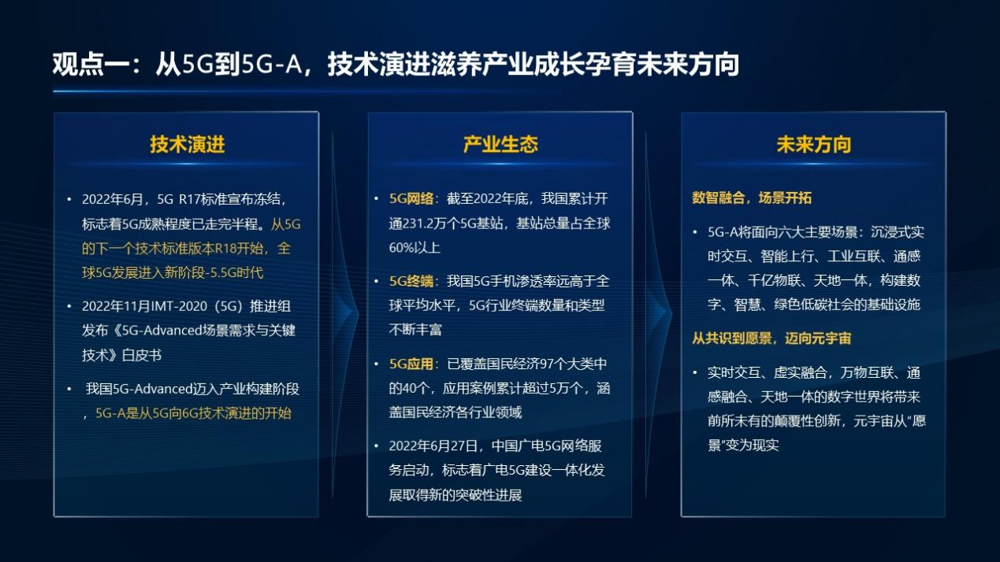 观点一：从5G到5G-A，技术演进滋养产业成长孕育未来方向
技术演进
• 2022年6月，5G R17标准宣布冻结，
标志着5G成熟程度已走完半程。从5G
的下一个技术标准版本R18开始，全
球5G发展进入新阶段-5.5G时代
• 2022年11月IMT-2020（5G）推进组
发布《5G-Advanced场景需求与关键
技术》白皮书
• 我国5G-Advanced迈入产业构建阶段
，5G-A是从5G向6G技术演进的开始
产业生态
• 5G网络：截至2022年底，我国累计开
通231.2万个5G基站，基站总量占全球
60%以上
• 5G终端：我国5G手机渗透率远高于全
球平均水平，5G行业终端数量和类型
不断丰富
• 5G应用：已覆盖国民经济97个大类中
的40个，应用案例累计超过5万个，涵
盖国民经济各行业领域
• 2022年6月27日，中国广电5G网络服
务启动，标志着广电5G建设一体化发
展取得新的突破性进展
未来方向
数智融合，场景开拓
• 5G-A将面向六大主要场景：沉浸式实
时交互、智能上行、工业互联、通感
一体、千亿物联、天地一体，构建数
字、智慧、绿色低碳社会的基础设施
从共识到愿景，迈向元宇宙
• 实时交互、虚实融合，万物互联、通
感融合、天地一体的数字世界将带来
前所未有的颠覆性创新，元宇宙从“愿
景”变为现实